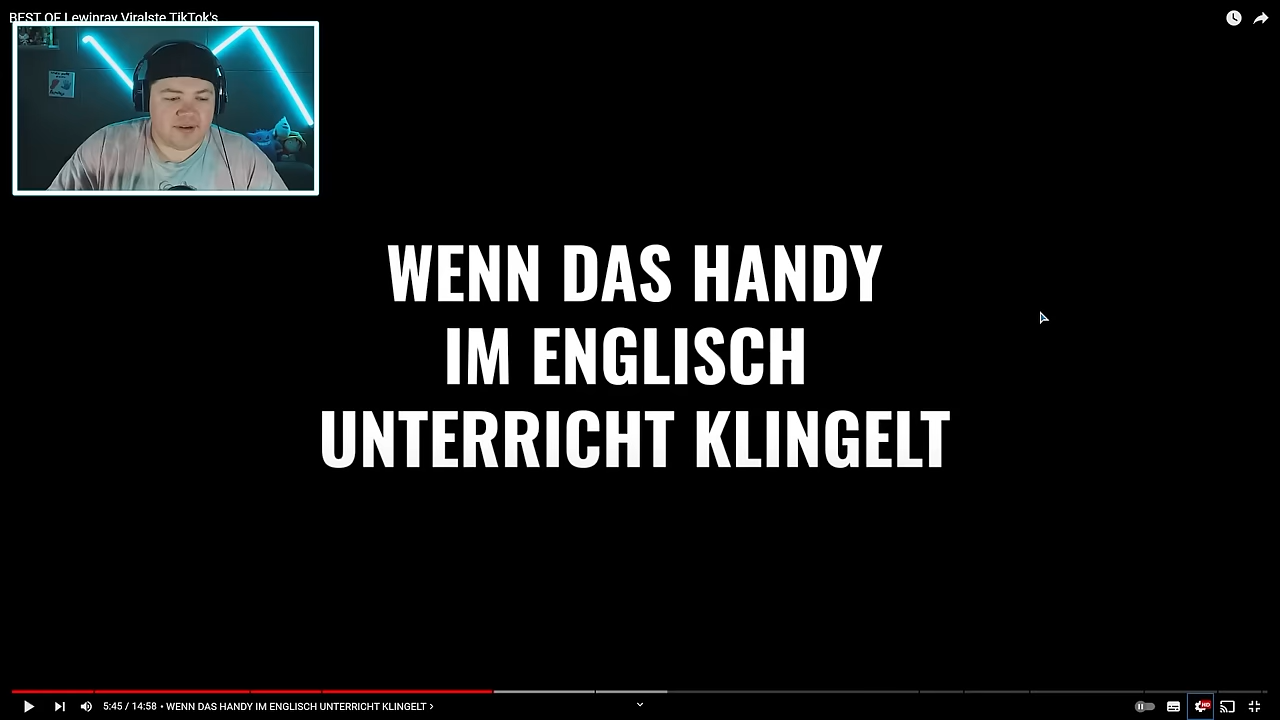 BEST OF Lewinray Viralste TikTok's
WENN DAS HANDY
IM ENGLISCH
UNTERRICHT KLINGELT
5:45 / 14:58 • WENN DAS HANDY IM ENGLISCH UNTERRICHT KLINGELT ›
HD